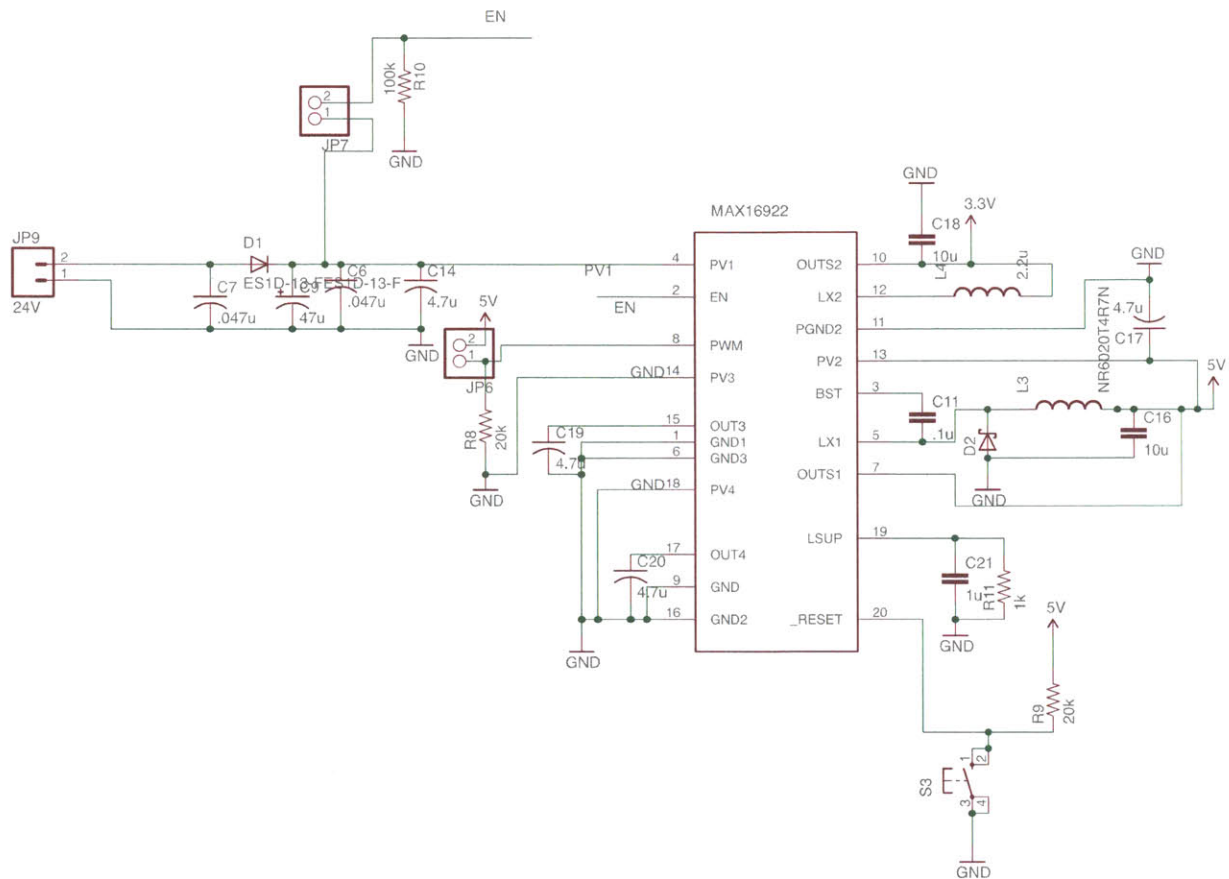 EN
100k
R10
2
1
JP7
GND
GND
MAX16922
C18
10u
3.3V
JP9
2
1
24V
D1
ES1D-13-F
ES1D-13-F
C7
.047u
C9
+
47u
C6
.047u
C14
4.7u
GND
PV1
4
PV1
EN
2
EN
5V
2
1
JP6
8
PWM
GND
14
PV3
R8
20k
GND
C19
4.7u
15
OUT3
1
GND1
6
GND3
GND
18
PV4
C20
4.7u
17
OUT4
9
GND
16
GND2
GND
OUTS2
10
L4
2.2u
LX2
12
PGND2
11
GND
4.7u
C17
PV2
13
NR6020T4R7N
BST
3
C11
.1u
L3
5V
C16
10u
LX1
5
D2
GND
OUTS1
7
LSUP
19
C21
1u
R11
1k
GND
_RESET
20
5V
R9
20k
1
2
S3
3
4
GND